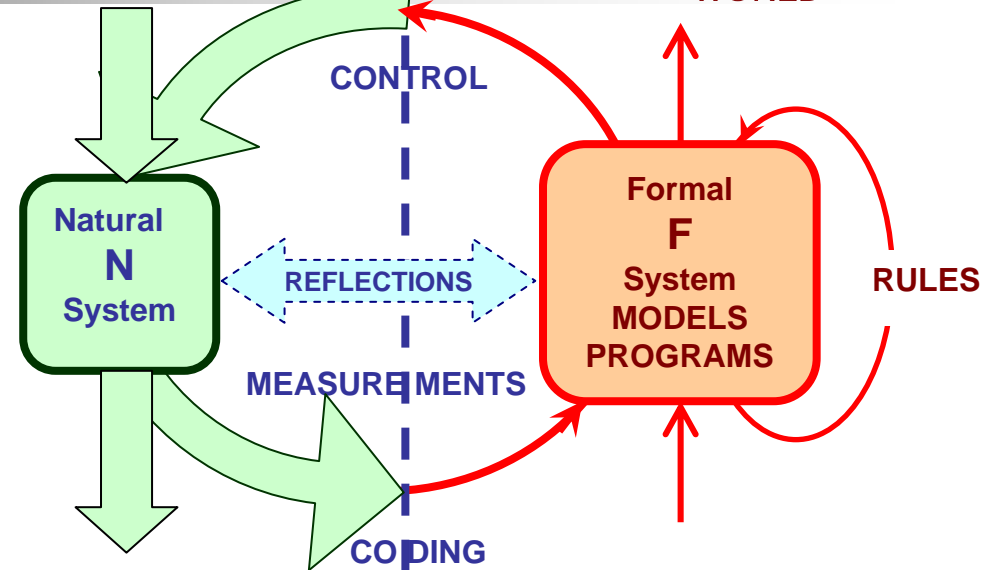 CONTROL
Natural
N
System
REFLECTIONS
Formal
F
System
MODELS
PROGRAMS
RULES
MEASUREMENTS
CODING